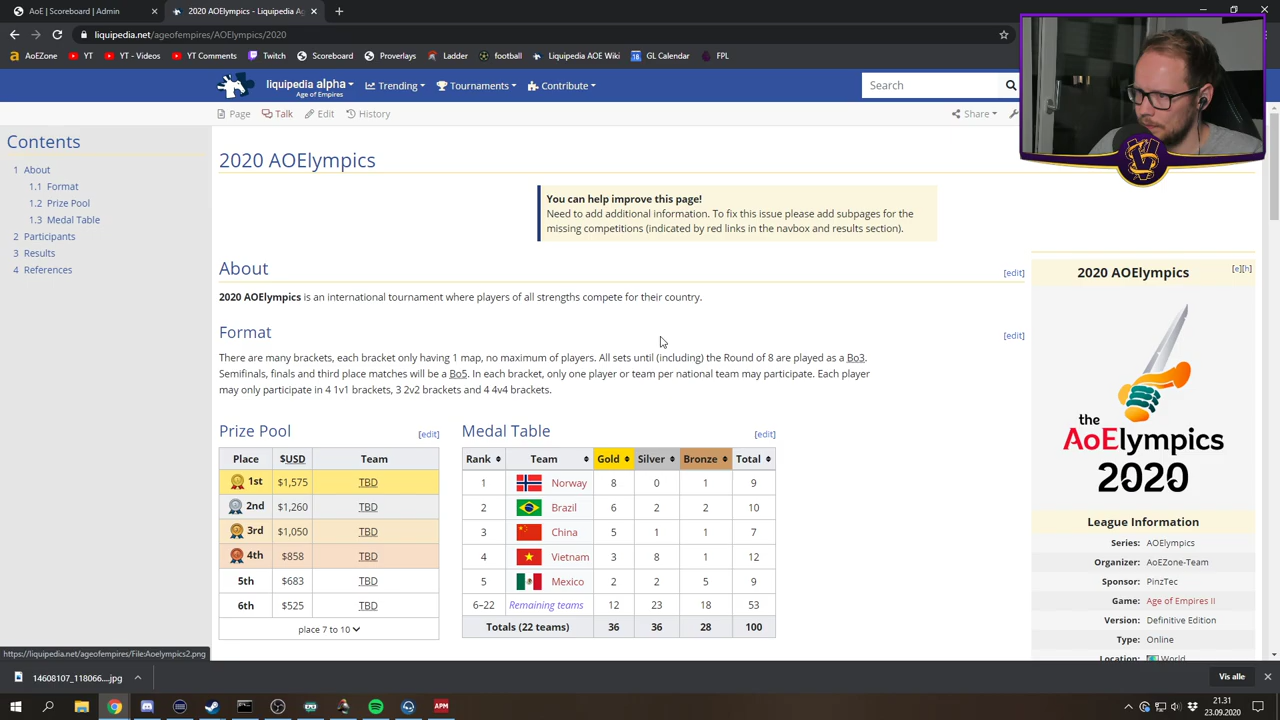 AoE | Scoreboard | Admin
2020 AOElympics - Liquipedia Ag
liquipedia.net/ageofempires/AOElympics/2020
AoEZone
YT
YT - Videos
YT - Comments
Twitch
Scoreboard
Proverlays
Ladder
football
Liquipedia AOE Wiki
GL Calendar
FPL
liquipedia alpha
Age of Empires
Trending
Tournaments
Contribute
Search
Page
Talk
Edit
History
Share
Contents
1 About
1.1 Format
1.2 Prize Pool
1.3 Medal Table
2 Participants
3 Results
4 References
2020 AOElympics
You can help improve this page!
Need to add additional information. To fix this issue please add subpages for the
missing competitions (indicated by red links in the navbox and results section).
About
[edit]
2020 AOElympics is an international tournament where players of all strengths compete for their country.
Format
[edit]
There are many brackets, each bracket only having 1 map, no maximum of players. All sets until (including) the Round of 8 are played as a Bo3.
Semifinals, finals and third place matches will be a Bo5. In each bracket, only one player or team per national team may participate. Each player
may only participate in 4 1v1 brackets, 3 2v2 brackets and 4 4v4 brackets.
Prize Pool
[edit]
Place $USD Team
1st $1,575 TBD
2nd $1,260 TBD
3rd $1,050 TBD
4th $858 TBD
5th $683 TBD
6th $525 TBD
place 7 to 10
Medal Table
[edit]
Rank Team Gold Silver Bronze Total
1 Norway 8 0 1 9
2 Brazil 6 2 2 10
3 China 5 1 1 7
4 Vietnam 3 8 1 12
5 Mexico 2 2 5 9
6–22 Remaining teams 12 23 18 53
Totals (22 teams) 36 36 28 100
2020 AOElympics
[e][h]
the
AoElympics
2020
League Information
Series: AOElympics
Organizer: AoEZone-Team
Sponsor: PinzTec
Game: Age of Empires II
Version: Definitive Edition
Type: Online
Location: World
https://liquipedia.net/ageofempires/File:Aoelympics2.png
14608107_118066....jpg
Vis alle
APM
21.31
23.09.2020